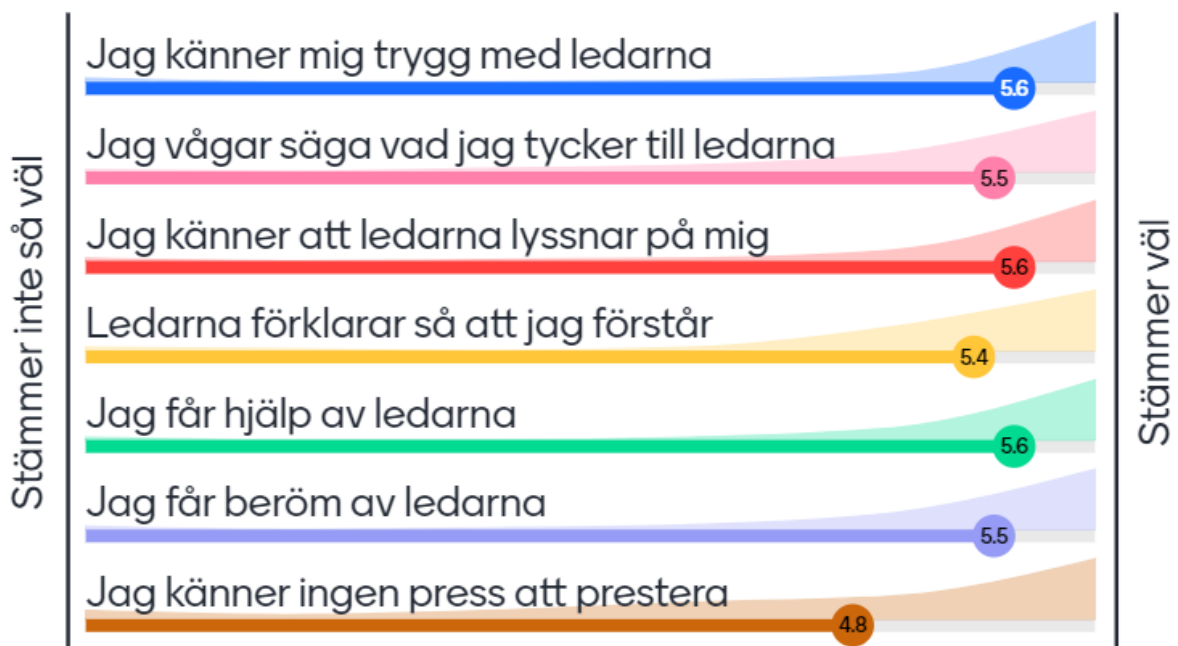 Stämmer inte så väl
Jag känner mig trygg med ledarna
5.6
Jag vågar säga vad jag tycker till ledarna
5.5
Jag känner att ledarna lyssnar på mig
5.6
Ledarna förklarar så att jag förstår
5.4
Jag får hjälp av ledarna
5.6
Jag får beröm av ledarna
5.5
Jag känner ingen press att prestera
4.8
Stämmer väl